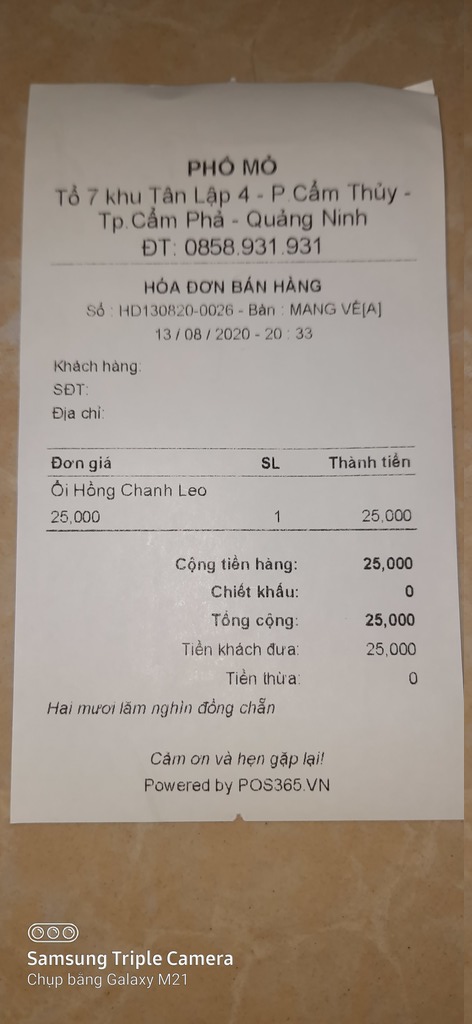 PHỐ MỎ
Tổ 7 khu Tân Lập 4 - P.Cẩm Thủy -
Tp.Cẩm Phả - Quảng Ninh
ĐT: 0858.931.931
HÓA ĐƠN BÁN HÀNG
Số : HD130820-0026 - Bàn : MANG VỀ[A]
13 / 08 / 2020 - 20 : 33
Khách hàng:
SĐT:
Địa chỉ:
Đơn giá SL Thành tiền
Ổi Hồng Chanh Leo
25,000 1 25,000
Cộng tiền hàng: 25,000
Chiết khấu: 0
Tổng cộng: 25,000
Tiền khách đưa: 25,000
Tiền thừa: 0
Hai mươi lăm nghìn đồng chẵn
Cảm ơn và hẹn gặp lại!
Powered by POS365.VN
Samsung Triple Camera
Chụp bằng Galaxy M21